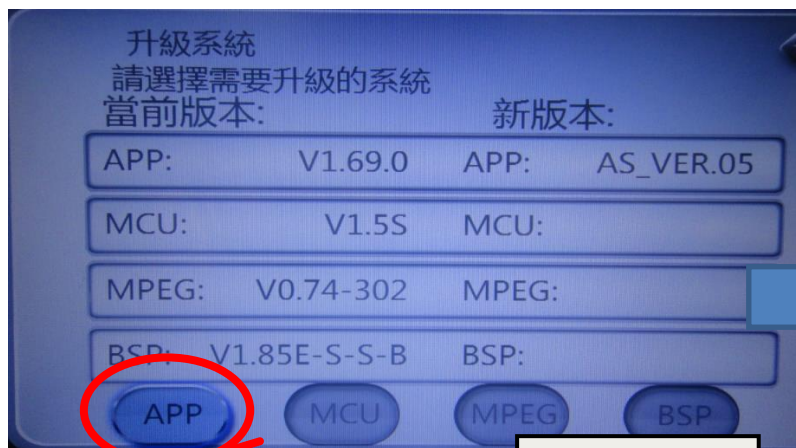 升級系統
請選擇需要升級的系統
當前版本: 新版本:
APP: V1.69.0 APP: AS_VER.05
MCU: V1.5S MCU:
MPEG: V0.74-302 MPEG:
BSP: V1.85E-S-S-B BSP:
APP MCU MPEG BSP